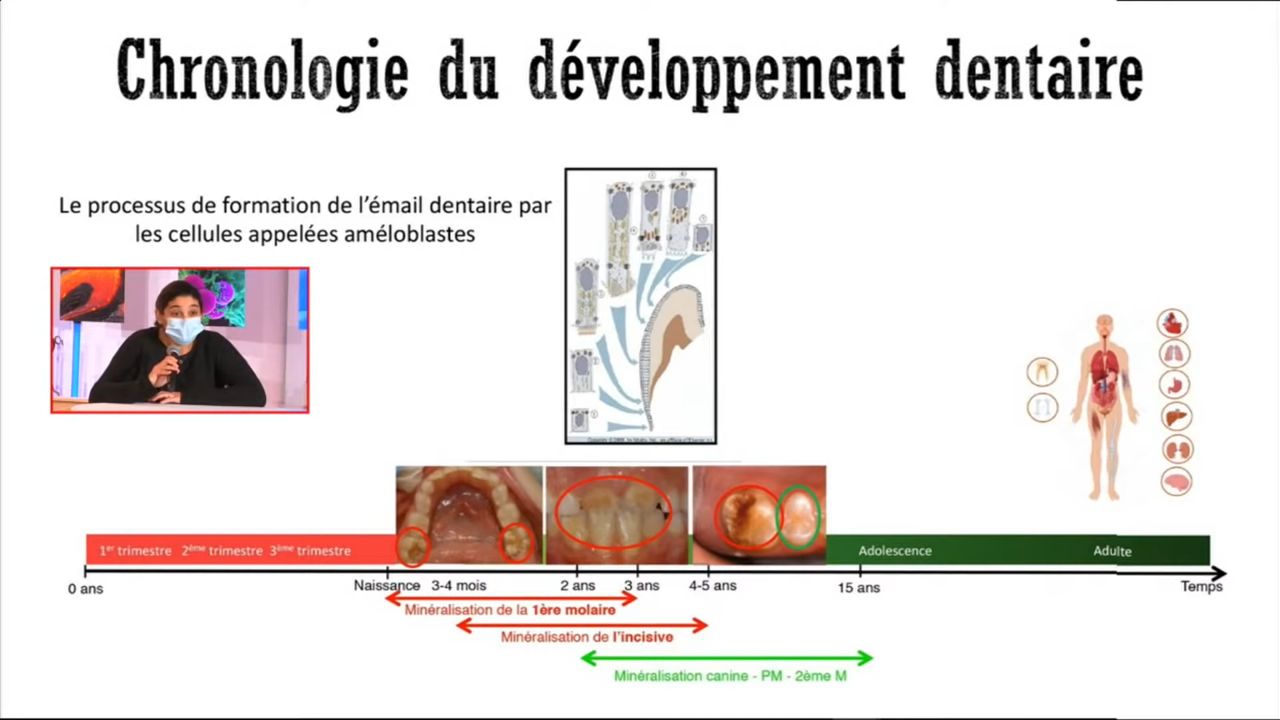 Chronologie du développement dentaire
Le processus de formation de l'émail dentaire par
les cellules appelées améloblastes
1er trimestre 2ème trimestre 3ème trimestre
Adolescence
Adulte
0 ans
Naissance
3-4 mois
2 ans
3 ans
4-5 ans
15 ans
Temps
Minéralisation de la 1ère molaire
Minéralisation de l'incisive
Minéralisation canine - PM - 2ème M